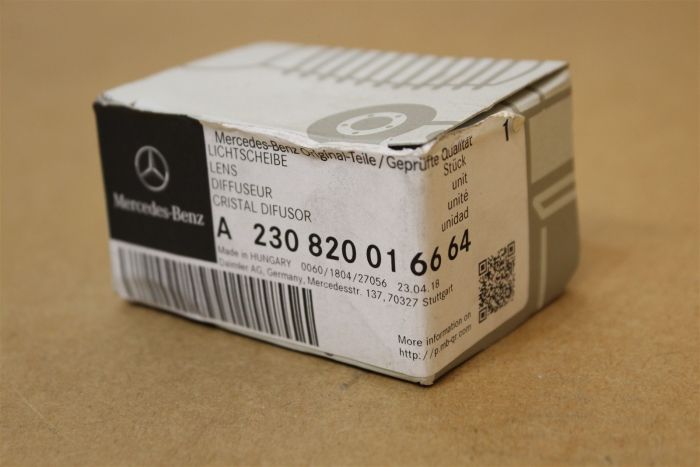 Mercedes-Benz Original-Teile / Geprüfte Qualität
LICHTSCHEIBE
LENS
DIFFUSEUR
CRISTAL DIFUSOR
1
Stück
unit
unité
unidad
Mercedes-Benz
A 230 820 01 66 64
Made in HUNGARY 0060/1804/27056 23.04.18
Daimler AG, Germany, Mercedesstr. 137, 70327 Stuttgart
More information on
http://p.mb-qr.com